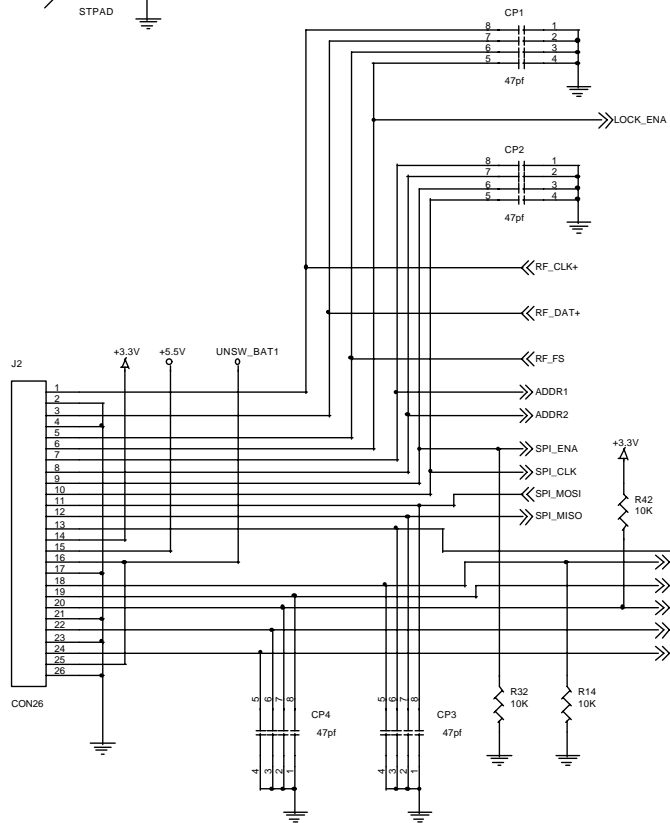 STPAD
CP1
8 1
7 2
6 3
5 4
47pf
LOCK_ENA
CP2
8 1
7 2
6 3
5 4
47pf
RF_CLK+
RF_DAT+
J2
+3.3V +5.5V UNSW_BAT1
RF_FS
1
2
3
4
5
6
7
8
9
10
11
12
13
14
15
16
17
18
19
20
21
22
23
24
25
26
CON26
ADDR1
ADDR2
SPI_ENA
SPI_CLK
SPI_MOSI
SPI_MISO
+3.3V
R42
10K
5 6 7 8
CP4
47pf
4 3 2 1
5 6 7 8
CP3
47pf
4 3 2 1
R32
10K
R14
10K